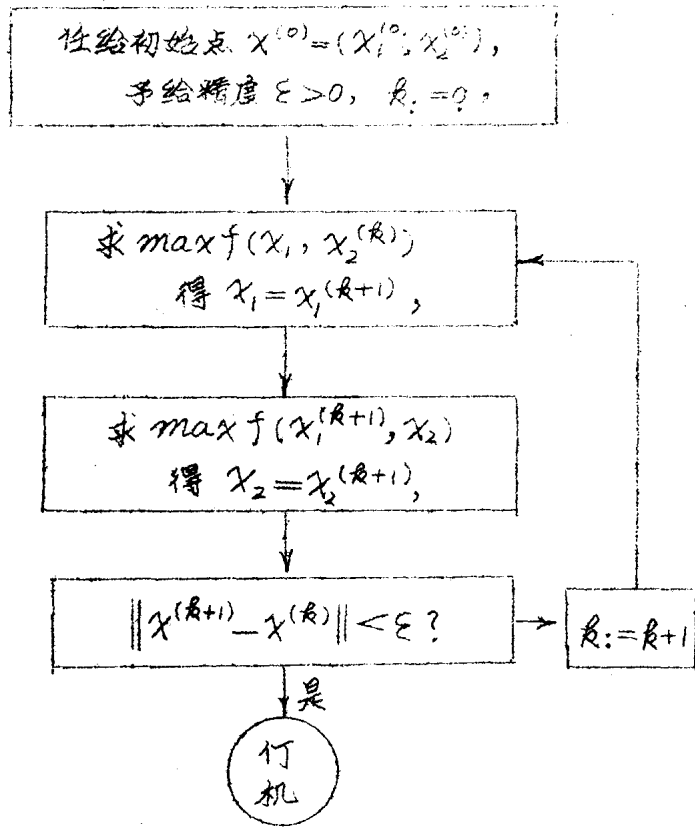 任给初始点 x⁽⁰⁾=(x₁⁽⁰⁾, x₂⁽⁰⁾),
予给精度 ε>0, k:=0,
求 max f(x₁, x₂⁽ᵏ⁾)
得 x₁=x₁⁽ᵏ⁺¹⁾,
求 max f(x₁⁽ᵏ⁺¹⁾, x₂)
得 x₂=x₂⁽ᵏ⁺¹⁾,
‖x⁽ᵏ⁺¹⁾−x⁽ᵏ⁾‖<ε?
k:=k+1
是
仃
机